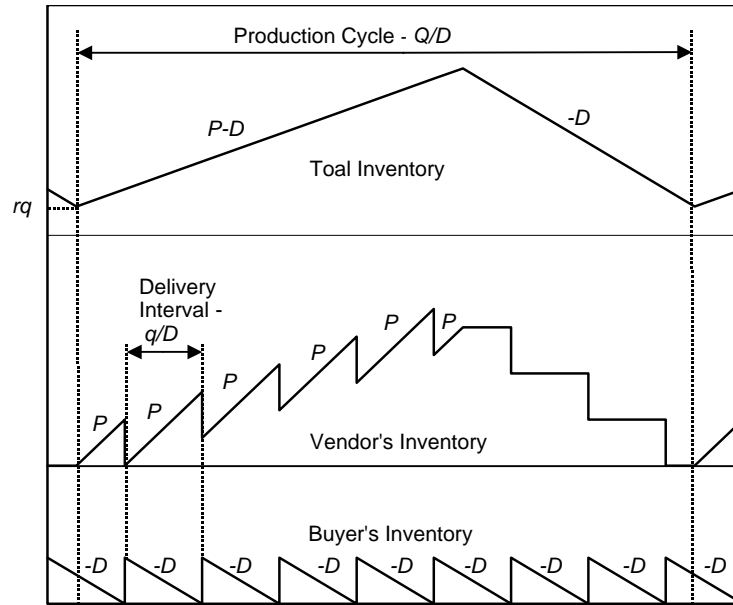 Production Cycle - Q/D
P-D
-D
Toal Inventory
rq
Delivery
Interval -
q/D
P
P
P
P
P
P
Vendor's Inventory
Buyer's Inventory
-D
-D
-D
-D
-D
-D
-D
-D
-D